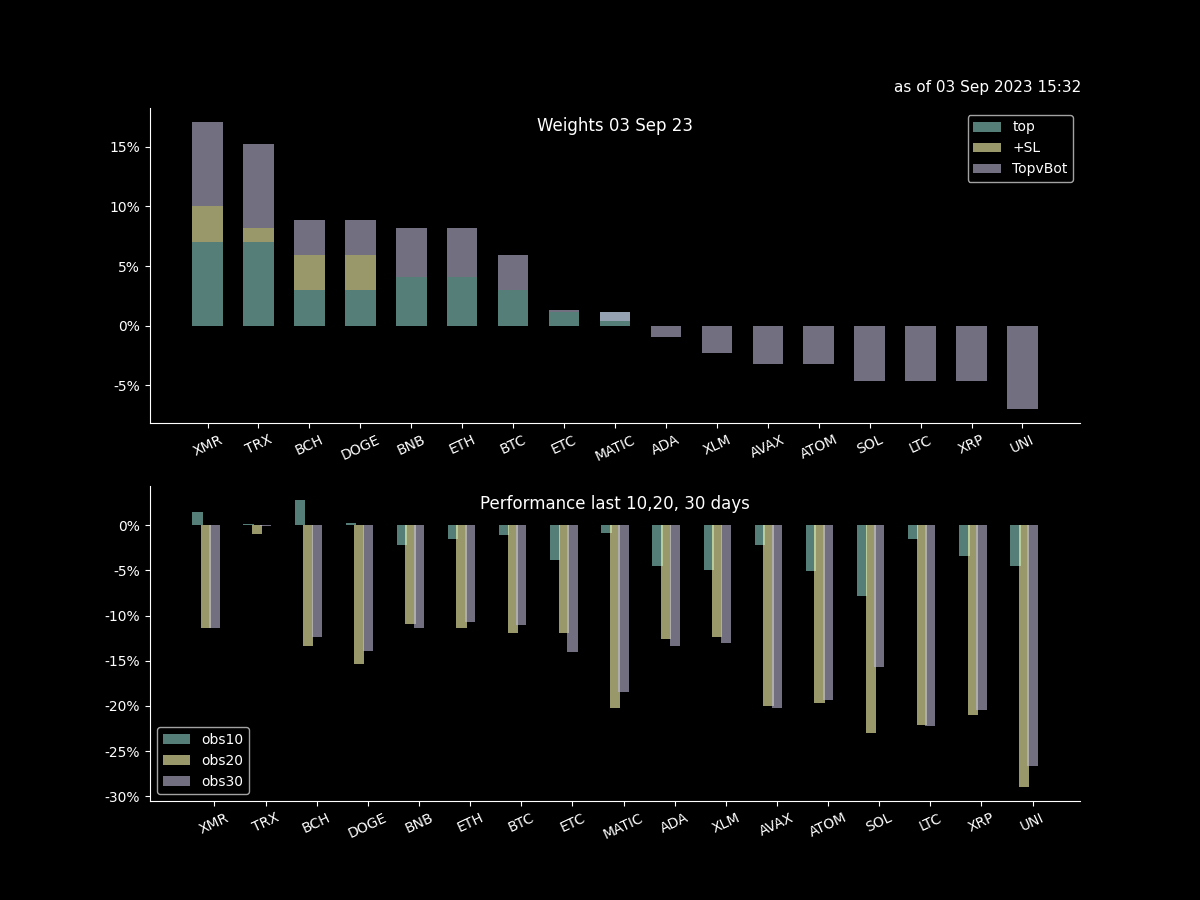 as of 03 Sep 2023 15:32
Weights 03 Sep 23
top
+SL
TopvBot
15%
10%
5%
0%
-5%
XMR TRX BCH DOGE BNB ETH BTC ETC MATIC ADA XLM AVAX ATOM SOL LTC XRP UNI
Performance last 10,20, 30 days
0%
-5%
-10%
-15%
-20%
-25%
-30%
obs10
obs20
obs30
XMR TRX BCH DOGE BNB ETH BTC ETC MATIC ADA XLM AVAX ATOM SOL LTC XRP UNI